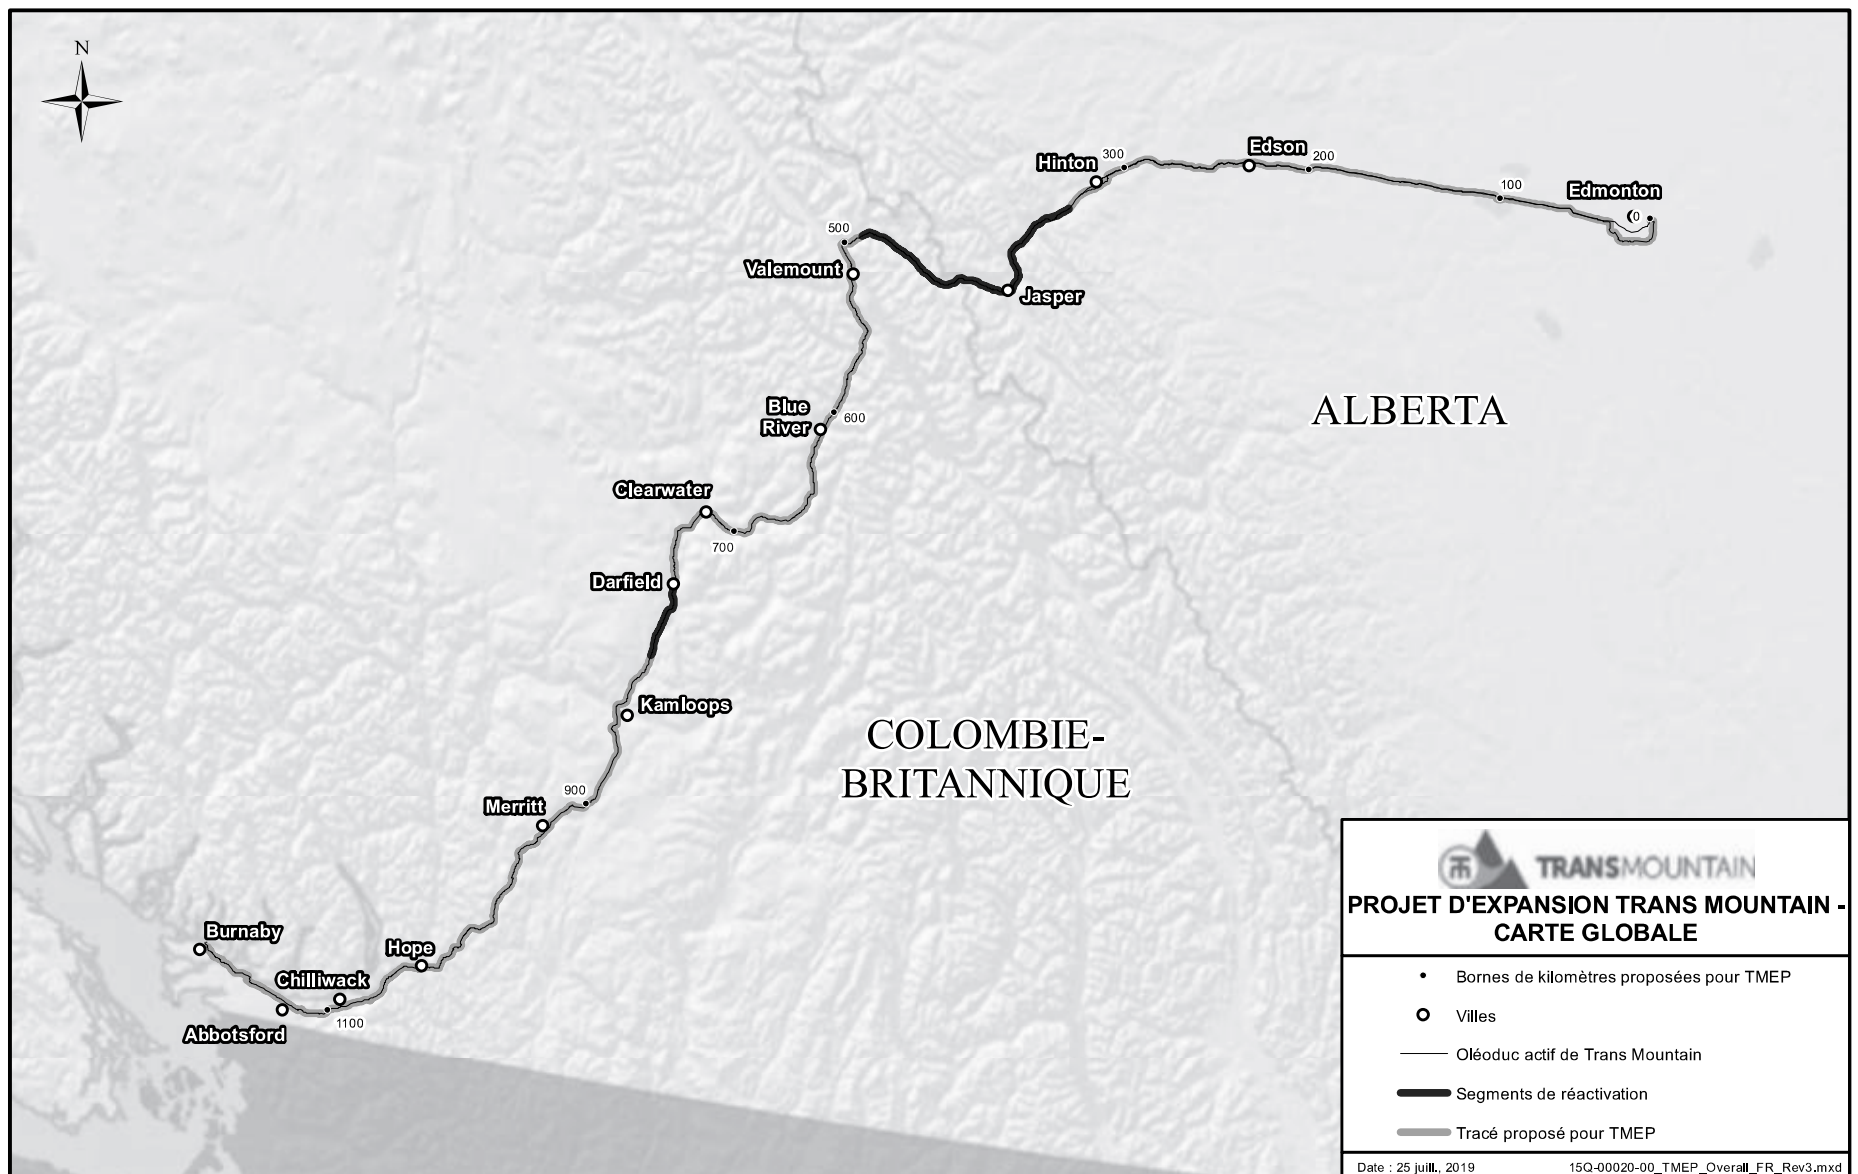 N
Hinton
300
Edson
200
100
Edmonton
0
500
Valemount
Jasper
Blue
River
600
ALBERTA
Clearwater
700
Darfield
Kamloops
COLOMBIE-
BRITANNIQUE
900
Merritt
Burnaby
Hope
Chilliwack
1100
Abbotsford
TRANSMOUNTAIN
PROJET D'EXPANSION TRANS MOUNTAIN -
CARTE GLOBALE
Bornes de kilomètres proposées pour TMEP
Villes
Oléoduc actif de Trans Mountain
Segments de réactivation
Tracé proposé pour TMEP
Date : 25 juill., 2019 15Q-00020-00_TMEP_Overall_FR_Rev3.mxd